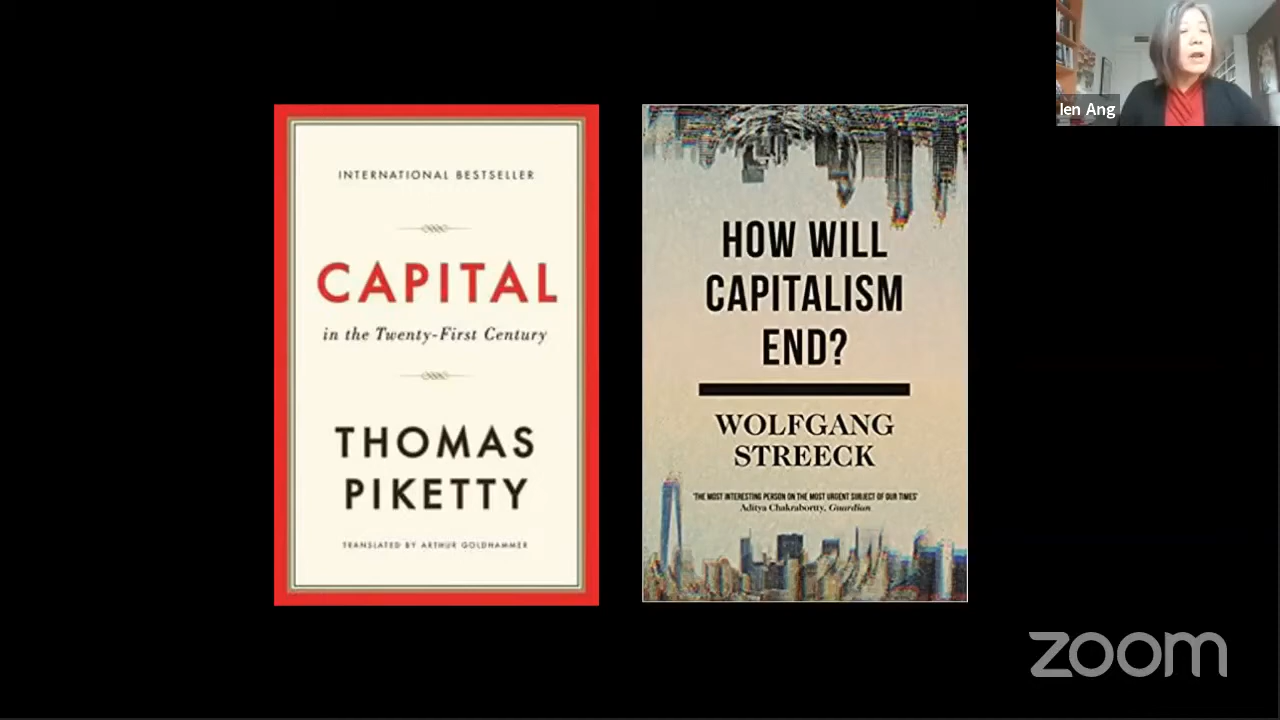 INTERNATIONAL BESTSELLER
CAPITAL
in the Twenty-First Century
THOMAS
PIKETTY
TRANSLATED BY ARTHUR GOLDHAMMER
HOW WILL
CAPITALISM
END?
WOLFGANG
STREECK
'THE MOST INTERESTING PERSON ON THE MOST URGENT SUBJECT OF OUR TIMES'
Aditya Chakrabortty, Guardian
Ien Ang
zoom